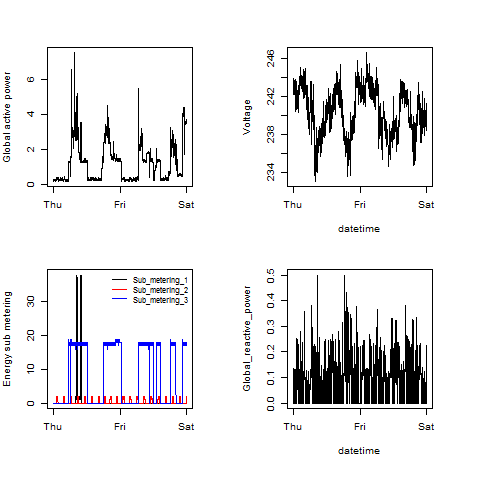 Global active power
0 2 4 6
Thu Fri Sat
Voltage
234 238 242 246
Thu Fri Sat
datetime
Energy sub metering
0 10 20 30
Sub_metering_1
Sub_metering_2
Sub_metering_3
Thu Fri Sat
Global_reactive_power
0.0 0.1 0.2 0.3 0.4 0.5
Thu Fri Sat
datetime